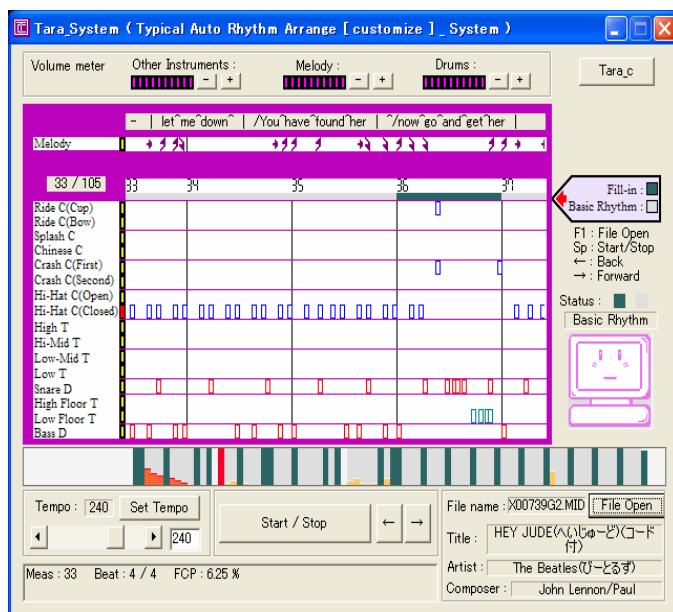 Tara_System ( Typical Auto Rhythm Arrange [ customize ] _ System )
Volume meter
Other Instruments :
Melody :
Drums :
- +
- +
- +
Tara_c
- | let^me^down^ | /You^have^found^her | ^/now^go^and^get^her |
Melody
33 / 105
33 34 35 36 37
Fill-in :
Basic Rhythm :
Ride C(Cup)
Ride C(Bow)
Splash C
Chinese C
Crash C(First)
Crash C(Second)
Hi-Hat C(Open)
Hi-Hat C(Closed)
High T
Hi-Mid T
Low-Mid T
Low T
Snare D
High Floor T
Low Floor T
Bass D
F1 : File Open
Sp : Start/Stop
← : Back
→ : Forward
Status :
Basic Rhythm
Tempo : 240 Set Tempo
240
Start / Stop
← →
File name : X00739G2.MID File Open
Title : HEY JUDE(へいじゅーど)(コード
付)
Artist : The Beatles(びーとるず)
Composer : John Lennon/Paul
Meas : 33 Beat : 4 / 4 FCP : 6.25 %